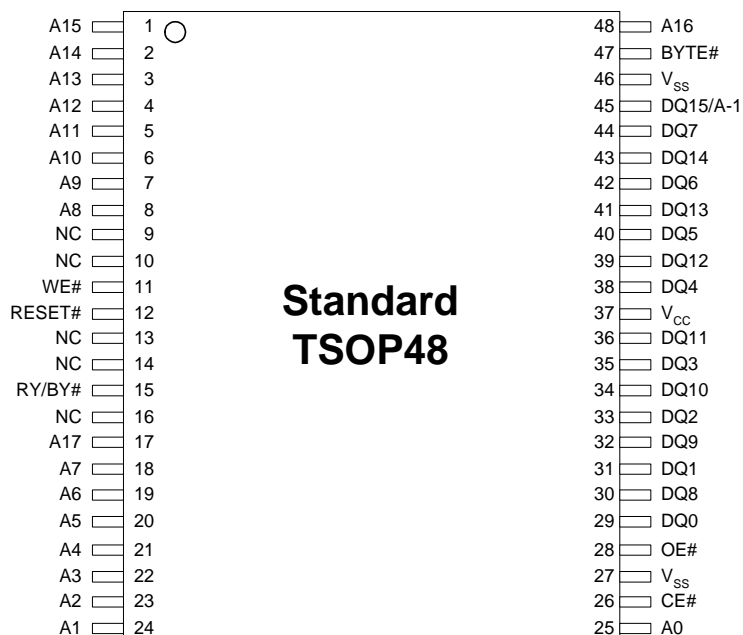 A15 1 48 A16
A14 2 47 BYTE#
A13 3 46 VSS
A12 4 45 DQ15/A-1
A11 5 44 DQ7
A10 6 43 DQ14
A9 7 42 DQ6
A8 8 41 DQ13
NC 9 40 DQ5
NC 10 39 DQ12
WE# 11 38 DQ4
RESET# 12 37 VCC
NC 13 36 DQ11
NC 14 35 DQ3
RY/BY# 15 34 DQ10
NC 16 33 DQ2
A17 17 32 DQ9
A7 18 31 DQ1
A6 19 30 DQ8
A5 20 29 DQ0
A4 21 28 OE#
A3 22 27 VSS
A2 23 26 CE#
A1 24 25 A0
Standard
TSOP48